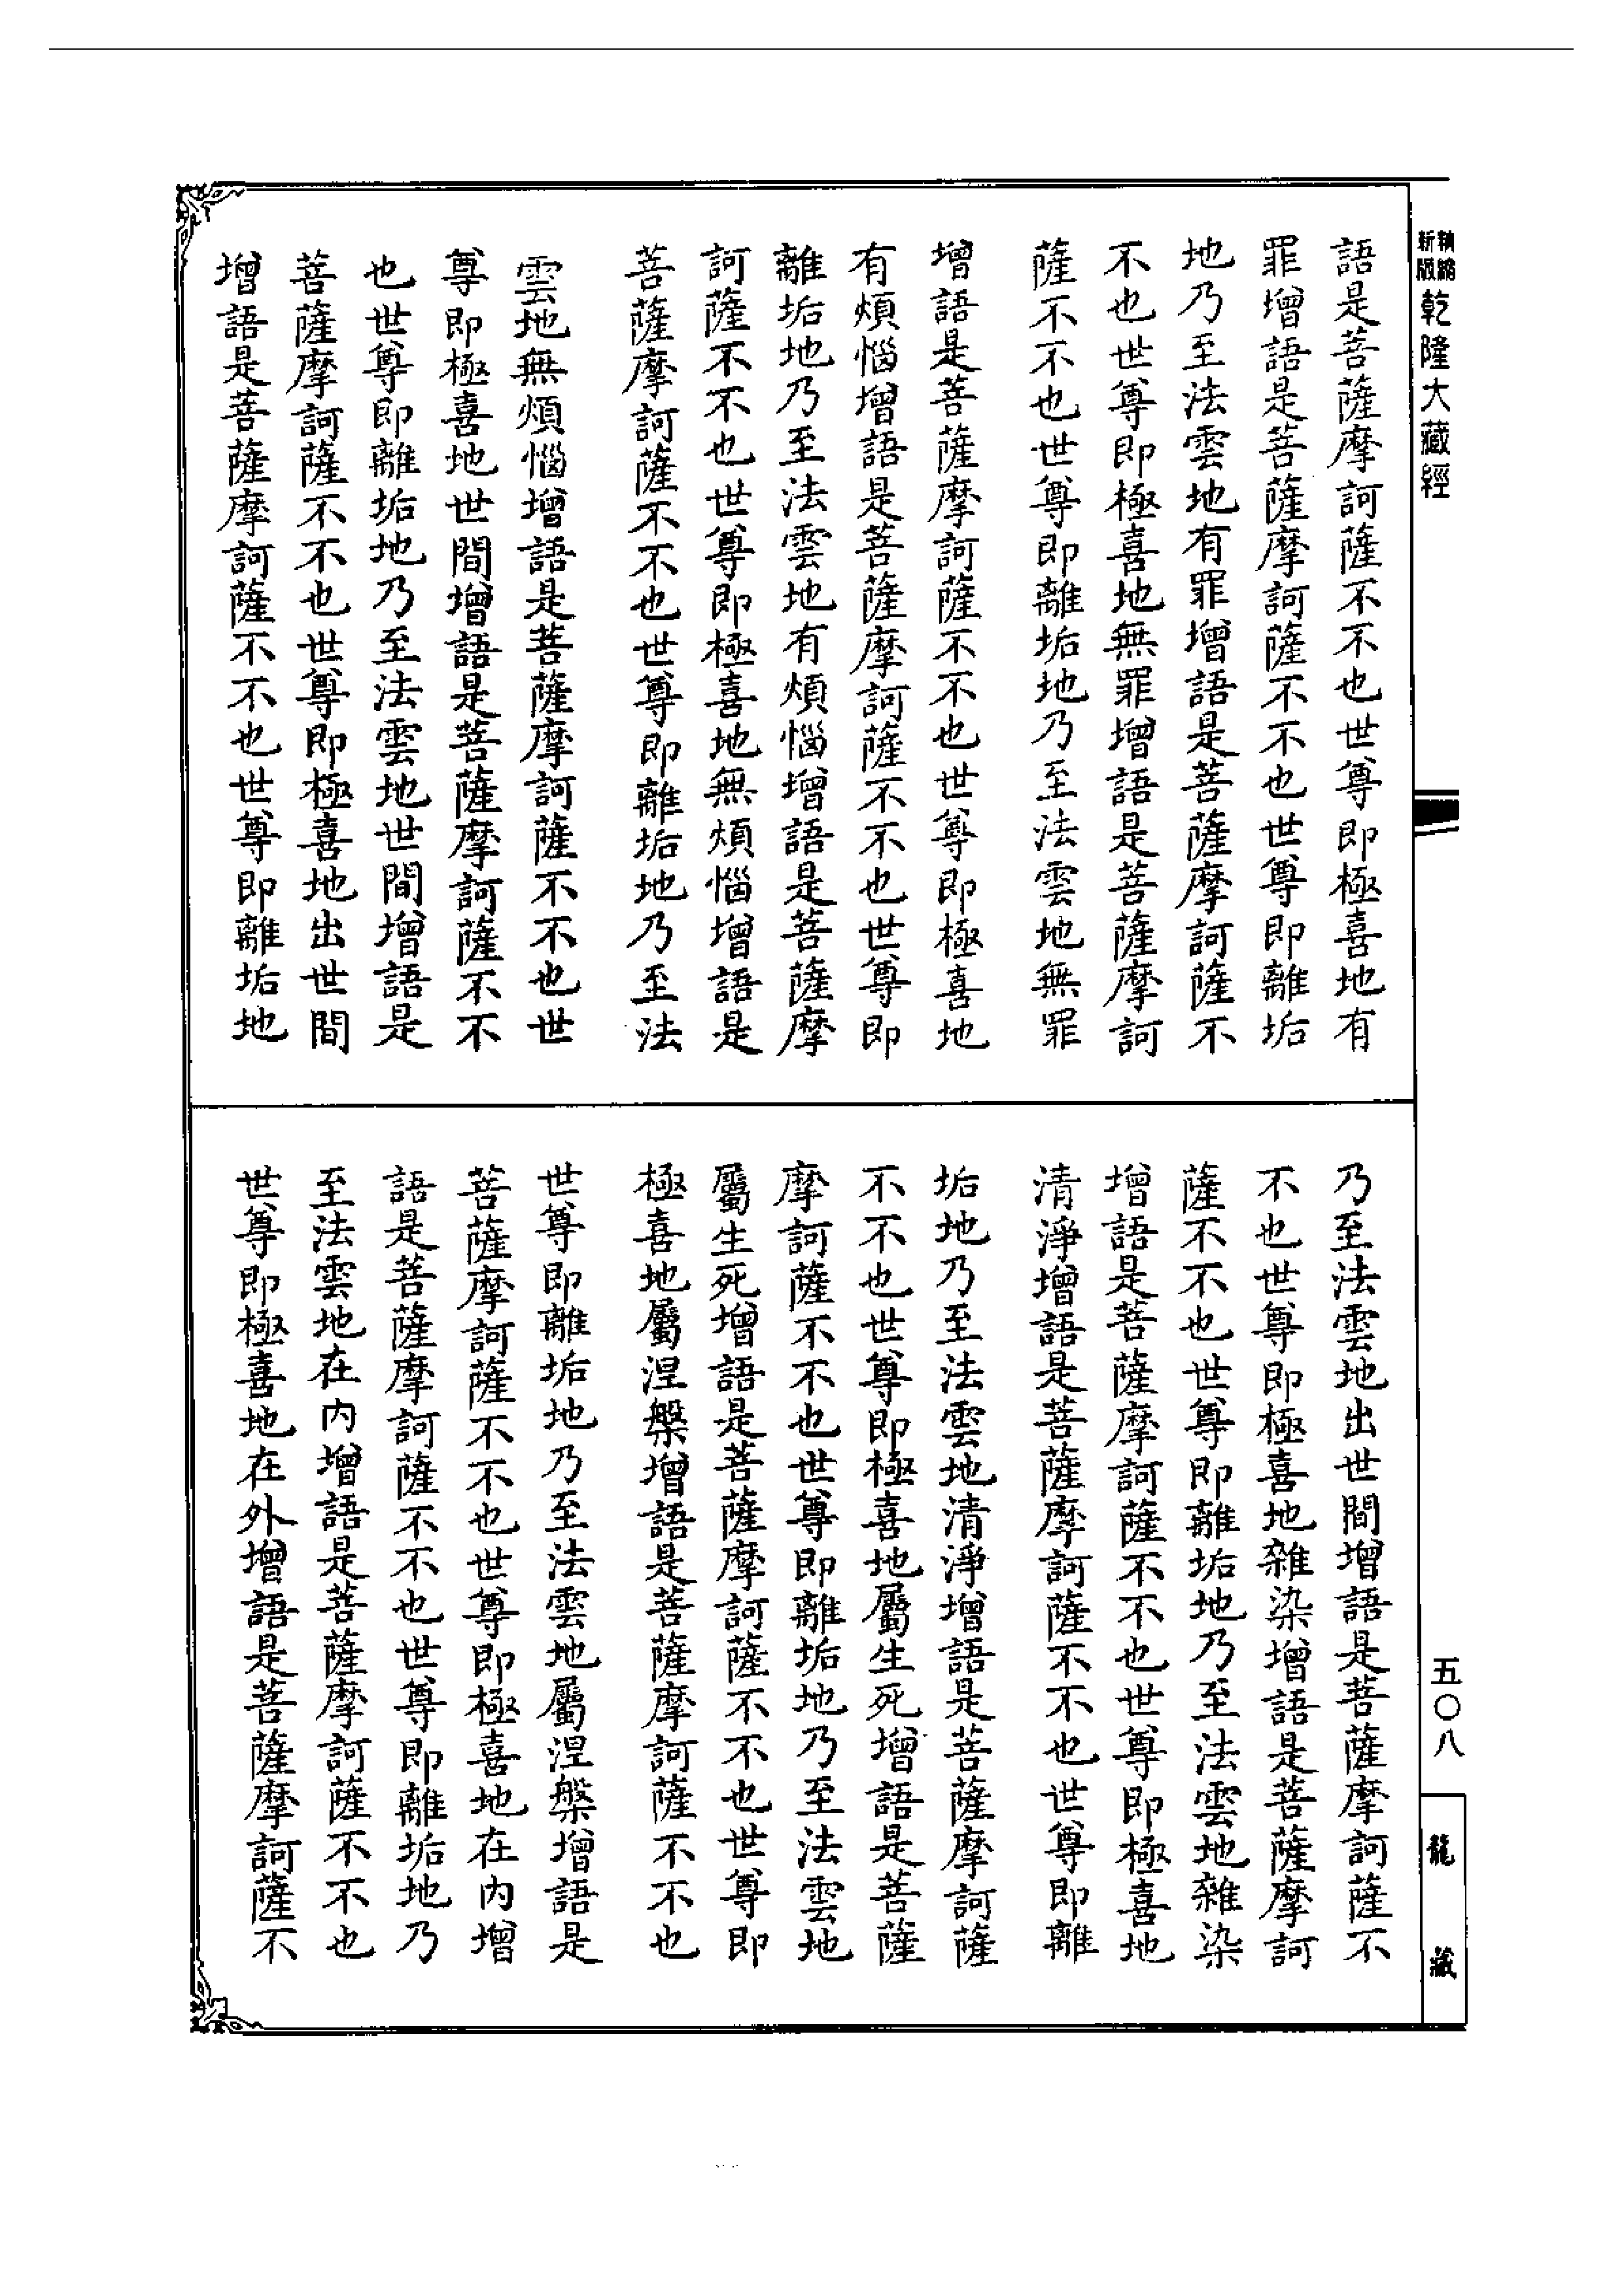 新版精縮乾隆大藏經
語是菩薩摩訶薩不不也世尊即極喜地有
罪增語是菩薩摩訶薩不不也世尊即離垢
地乃至法雲地有罪增語是菩薩摩訶薩不
不也世尊即極喜地無罪增語是菩薩摩訶
薩不不也世尊即離垢地乃至法雲地無罪
增語是菩薩摩訶薩不不也世尊即極喜地
有煩惱增語是菩薩摩訶薩不不也世尊即
離垢地乃至法雲地有煩惱增語是菩薩摩
訶薩不不也世尊即極喜地無煩惱增語是
菩薩摩訶薩不不也世尊即離垢地乃至法
雲地無煩惱增語是菩薩摩訶薩不不也世
尊即極喜地世間增語是菩薩摩訶薩不不
也世尊即離垢地乃至法雲地世間增語是
菩薩摩訶薩不不也世尊即極喜地出世間
增語是菩薩摩訶薩不不也世尊即離垢地
乃至法雲地出世間增語是菩薩摩訶薩不
不也世尊即極喜地雜染增語是菩薩摩訶
薩不不也世尊即離垢地乃至法雲地雜染
增語是菩薩摩訶薩不不也世尊即極喜地
清淨增語是菩薩摩訶薩不不也世尊即離
垢地乃至法雲地清淨增語是菩薩摩訶薩
不不也世尊即極喜地屬生死增語是菩薩
摩訶薩不不也世尊即離垢地乃至法雲地
屬生死增語是菩薩摩訶薩不不也世尊即
極喜地屬涅槃增語是菩薩摩訶薩不不也
世尊即離垢地乃至法雲地屬涅槃增語是
菩薩摩訶薩不不也世尊即極喜地在內增
語是菩薩摩訶薩不不也世尊即離垢地乃
至法雲地在內增語是菩薩摩訶薩不不也
世尊即極喜地在外增語是菩薩摩訶薩不
五〇八
龍藏